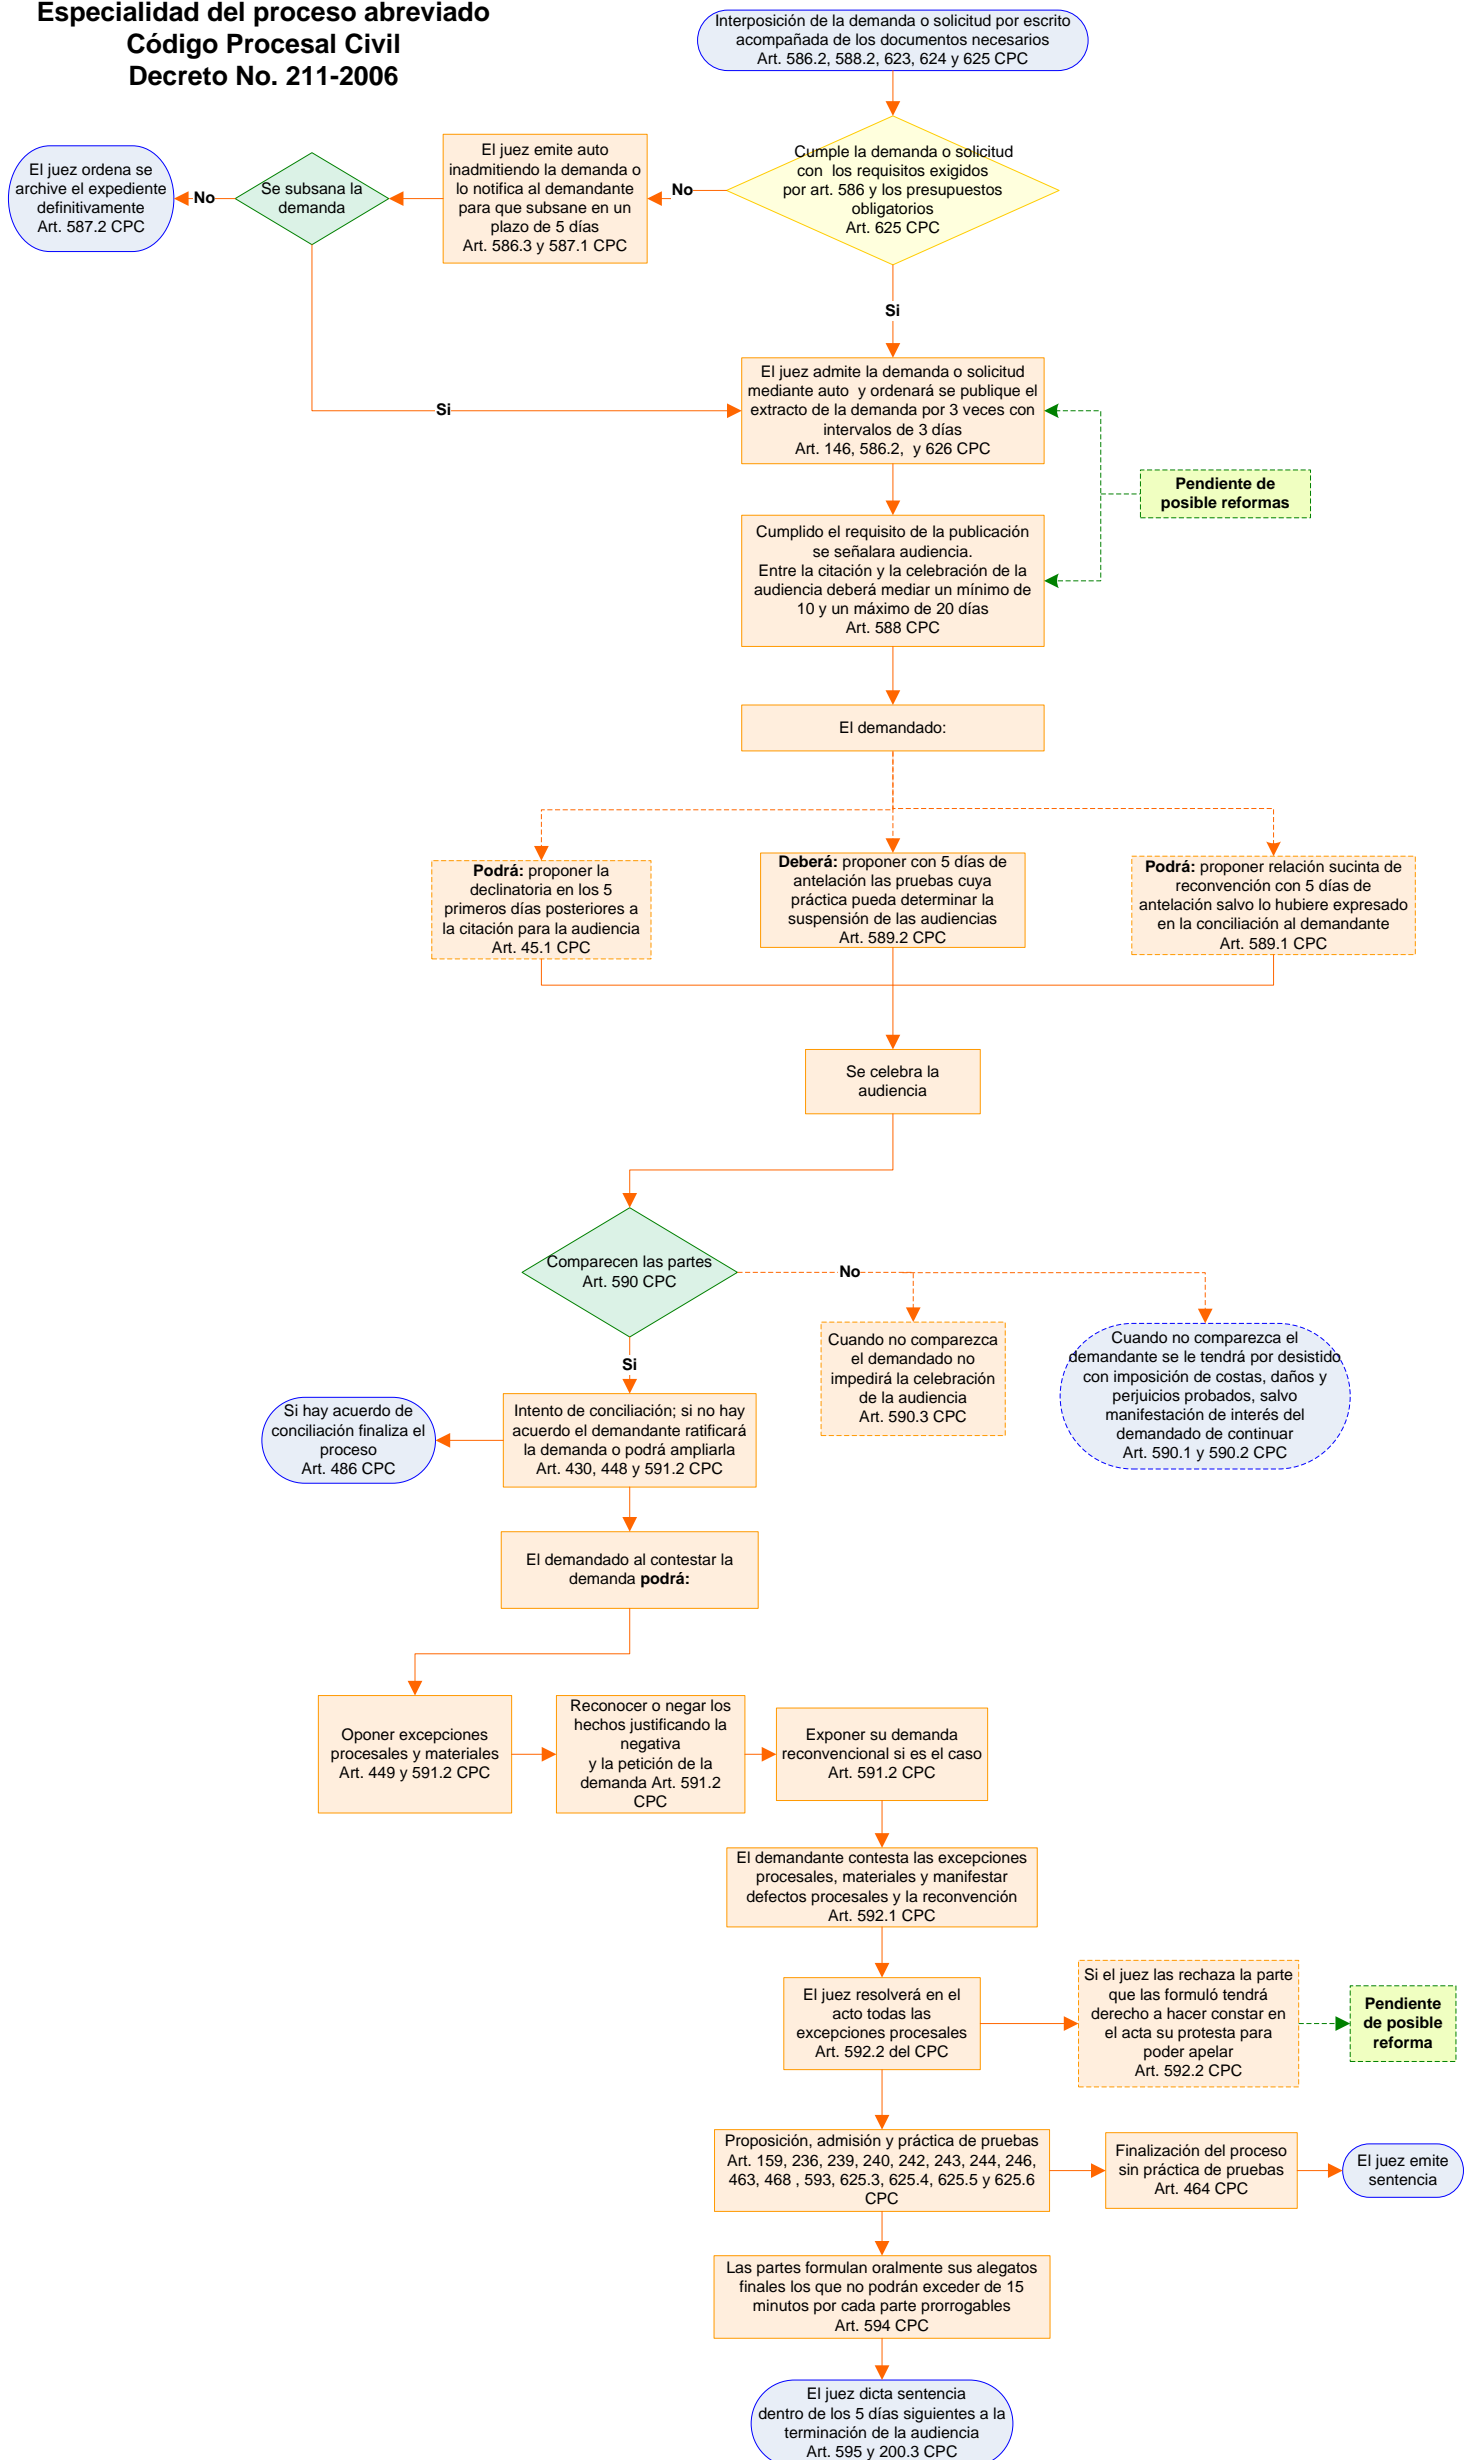 Especialidad del proceso abreviado
Código Procesal Civil
Decreto No. 211-2006
Interposición de la demanda o solicitud por escrito
acompañada de los documentos necesarios
Art. 586.2, 588.2, 623, 624 y 625 CPC
Cumple la demanda o solicitud
con los requisitos exigidos
por art. 586 y los presupuestos
obligatorios
Art. 625 CPC
No
El juez emite auto
inadmitiendo la demanda o
lo notifica al demandante
para que subsane en un
plazo de 5 días
Art. 586.3 y 587.1 CPC
Se subsana la
demanda
No
El juez ordena se
archive el expediente
definitivamente
Art. 587.2 CPC
Si
Si
El juez admite la demanda o solicitud
mediante auto y ordenará se publique el
extracto de la demanda por 3 veces con
intervalos de 3 días
Art. 146, 586.2, y 626 CPC
Pendiente de
posible reformas
Cumplido el requisito de la publicación
se señalara audiencia.
Entre la citación y la celebración de la
audiencia deberá mediar un mínimo de
10 y un máximo de 20 días
Art. 588 CPC
El demandado:
Podrá: proponer la
declinatoria en los 5
primeros días posteriores a
la citación para la audiencia
Art. 45.1 CPC
Deberá: proponer con 5 días de
antelación las pruebas cuya
práctica pueda determinar la
suspensión de las audiencias
Art. 589.2 CPC
Podrá: proponer relación sucinta de
reconvención con 5 días de
antelación salvo lo hubiere expresado
en la conciliación al demandante
Art. 589.1 CPC
Se celebra la
audiencia
Comparecen las partes
Art. 590 CPC
No
Cuando no comparezca
el demandado no
impedirá la celebración
de la audiencia
Art. 590.3 CPC
Cuando no comparezca el
demandante se le tendrá por desistido
con imposición de costas, daños y
perjuicios probados, salvo
manifestación de interés del
demandado de continuar
Art. 590.1 y 590.2 CPC
Si
Si hay acuerdo de
conciliación finaliza el
proceso
Art. 486 CPC
Intento de conciliación; si no hay
acuerdo el demandante ratificará
la demanda o podrá ampliarla
Art. 430, 448 y 591.2 CPC
El demandado al contestar la
demanda podrá:
Oponer excepciones
procesales y materiales
Art. 449 y 591.2 CPC
Reconocer o negar los
hechos justificando la
negativa
y la petición de la
demanda Art. 591.2
CPC
Exponer su demanda
reconvencional si es el caso
Art. 591.2 CPC
El demandante contesta las excepciones
procesales, materiales y manifestar
defectos procesales y la reconvención
Art. 592.1 CPC
El juez resolverá en el
acto todas las
excepciones procesales
Art. 592.2 del CPC
Si el juez las rechaza la parte
que las formuló tendrá
derecho a hacer constar en
el acta su protesta para
poder apelar
Art. 592.2 CPC
Pendiente
de posible
reforma
Proposición, admisión y práctica de pruebas
Art. 159, 236, 239, 240, 242, 243, 244, 246,
463, 468 , 593, 625.3, 625.4, 625.5 y 625.6
CPC
Finalización del proceso
sin práctica de pruebas
Art. 464 CPC
El juez emite
sentencia
Las partes formulan oralmente sus alegatos
finales los que no podrán exceder de 15
minutos por cada parte prorrogables
Art. 594 CPC
El juez dicta sentencia
dentro de los 5 días siguientes a la
terminación de la audiencia
Art. 595 y 200.3 CPC